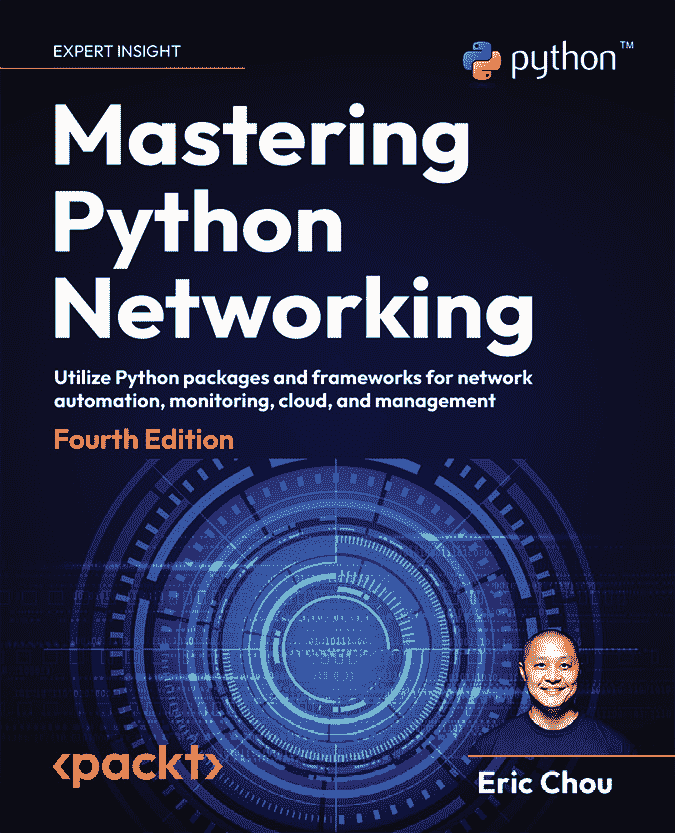 EXPERT INSIGHT
python™
Mastering
Python
Networking
Utilize Python packages and frameworks for network
automation, monitoring, cloud, and management
Fourth Edition
<packt>
Eric Chou